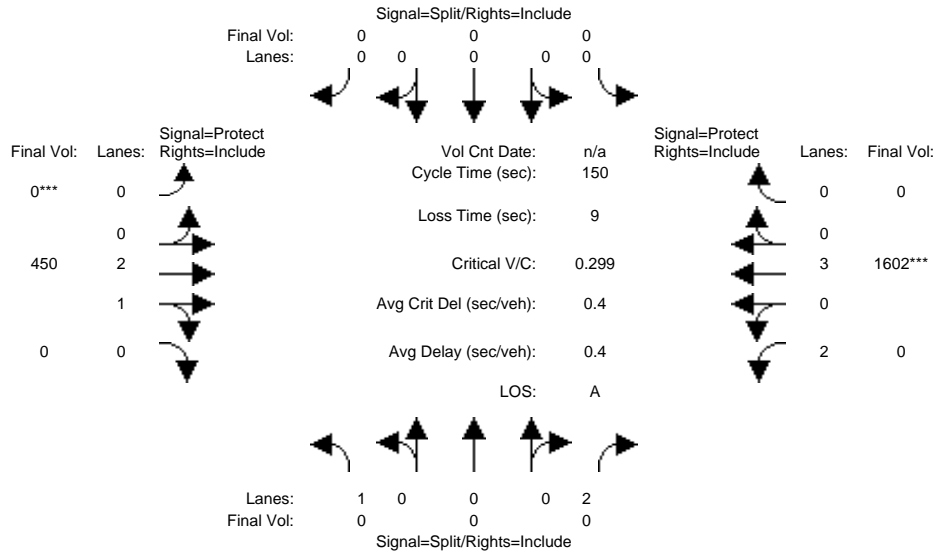 Signal=Split/Rights=Include
Final Vol: 0 0 0
Lanes: 0 0 0 0 0
Signal=Protect Signal=Protect
Final Vol: Lanes: Rights=Include Vol Cnt Date: n/a Rights=Include Lanes: Final Vol:
Cycle Time (sec): 150
0*** 0 0 0
Loss Time (sec): 9
0 0
450 2 Critical V/C: 0.299 3 1602***
1 Avg Crit Del (sec/veh): 0.4 0
0 0 Avg Delay (sec/veh): 0.4 2 0
LOS: A
Lanes: 1 0 0 0 2
Final Vol: 0 0 0
Signal=Split/Rights=Include